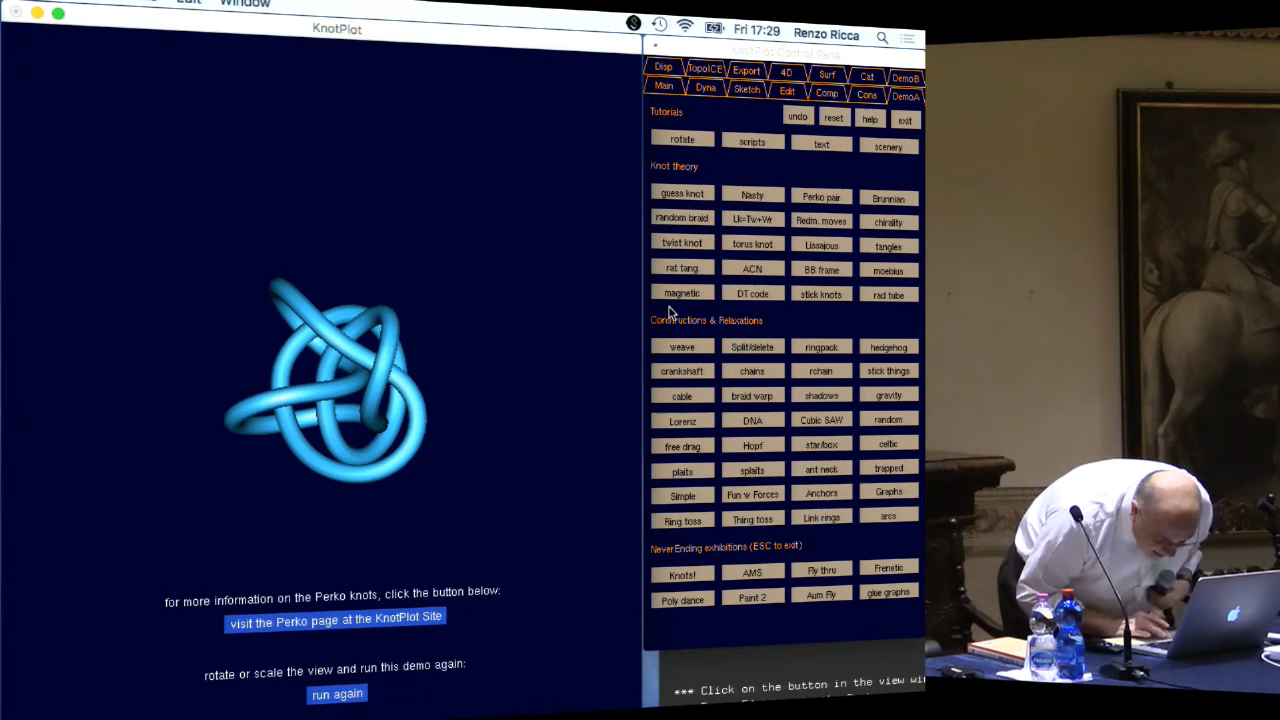 Edit Window
KnotPlot
Fri 17:29 Renzo Ricca
KnotPlot Control Panel
Disp TopoICE Export 4D Surf Cat DemoB
Main Dyna Sketch Edit Comp Cons DemoA
Tutorials undo reset help exit
rotate scripts text scenery
Knot theory
guess knot Nasty Perko pair Brunnian
random braid Lk=Tw+Wr Redm. moves chirality
twist knot torus knot Lissajous tangles
rat tang ACN BB frame moebius
magnetic DT code stick knots rad tube
Constructions & Relaxations
weave Split/delete ringpack hedgehog
crankshaft chains rchain stick things
cable braid warp shadows gravity
Lorenz DNA Cubic SAW random
free drag Hopf star/box celtic
plaits splaits ant neck trapped
Simple Fun w Forces Anchors Graphs
Ring toss Thing toss Link rings arcs
NeverEnding exhibitions (ESC to exit)
Knots! AMS Fly thru Frenetic
Poly dance Paint 2 Aum Fly glue graphs
for more information on the Perko knots, click the button below:
visit the Perko page at the KnotPlot Site
rotate or scale the view and run this demo again:
run again
*** Click on the button in the view